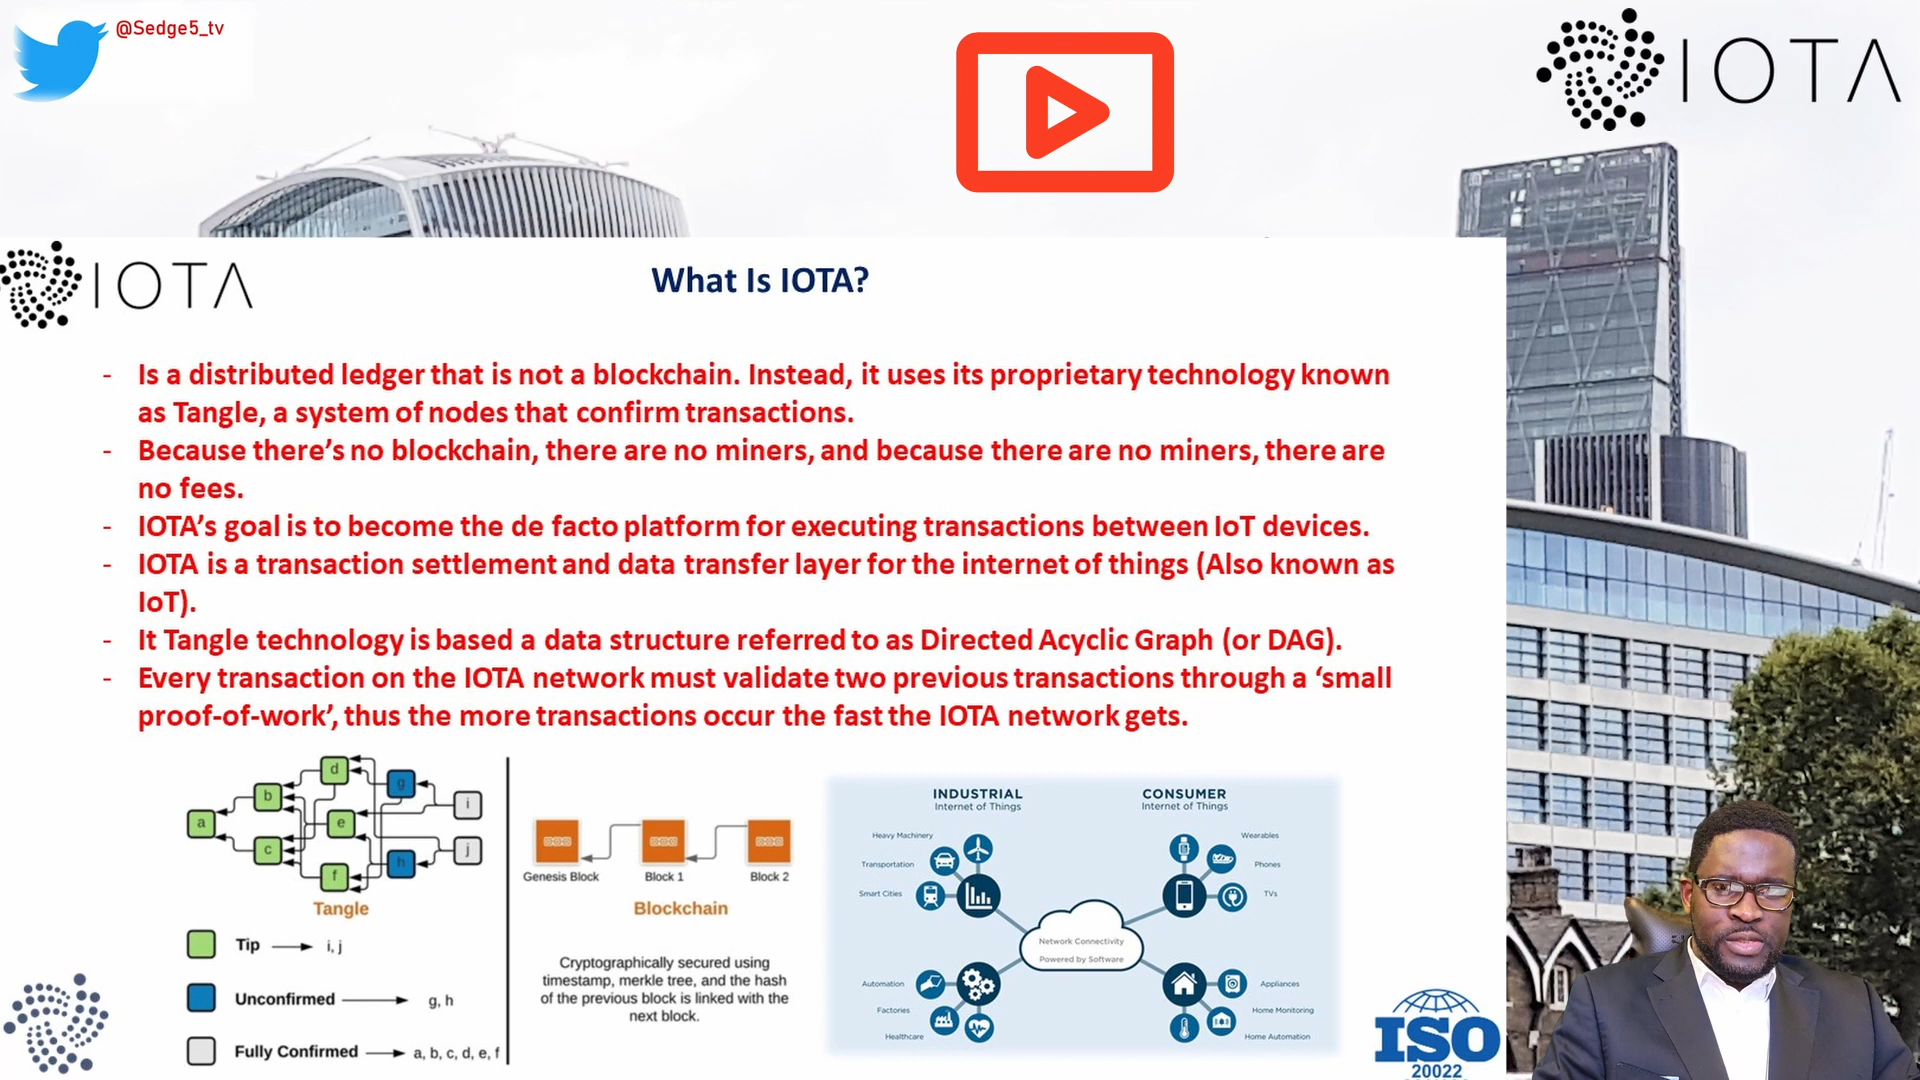 @Sedge5_tv
IOTA
IOTA
What Is IOTA?
- Is a distributed ledger that is not a blockchain. Instead, it uses its proprietary technology known
as Tangle, a system of nodes that confirm transactions.
- Because there's no blockchain, there are no miners, and because there are no miners, there are
no fees.
- IOTA's goal is to become the de facto platform for executing transactions between IoT devices.
- IOTA is a transaction settlement and data transfer layer for the internet of things (Also known as
IoT).
- It Tangle technology is based a data structure referred to as Directed Acyclic Graph (or DAG).
- Every transaction on the IOTA network must validate two previous transactions through a ‘small
proof-of-work’, thus the more transactions occur the fast the IOTA network gets.
a
b
c
d
e
f
g
h
i
j
Tangle
Tip i, j
Unconfirmed g, h
Fully Confirmed a, b, c, d, e, f
Genesis Block Block 1 Block 2
Blockchain
Cryptographically secured using
timestamp, merkle tree, and the hash
of the previous block is linked with the
next block.
INDUSTRIAL
Internet of Things
Heavy Machinery
Transportation
Smart Cities
CONSUMER
Internet of Things
Wearables
Phones
TVs
Network Connectivity
Powered by Software
Automation
Factories
Healthcare
Appliances
Home Monitoring
Home Automation
ISO
20022